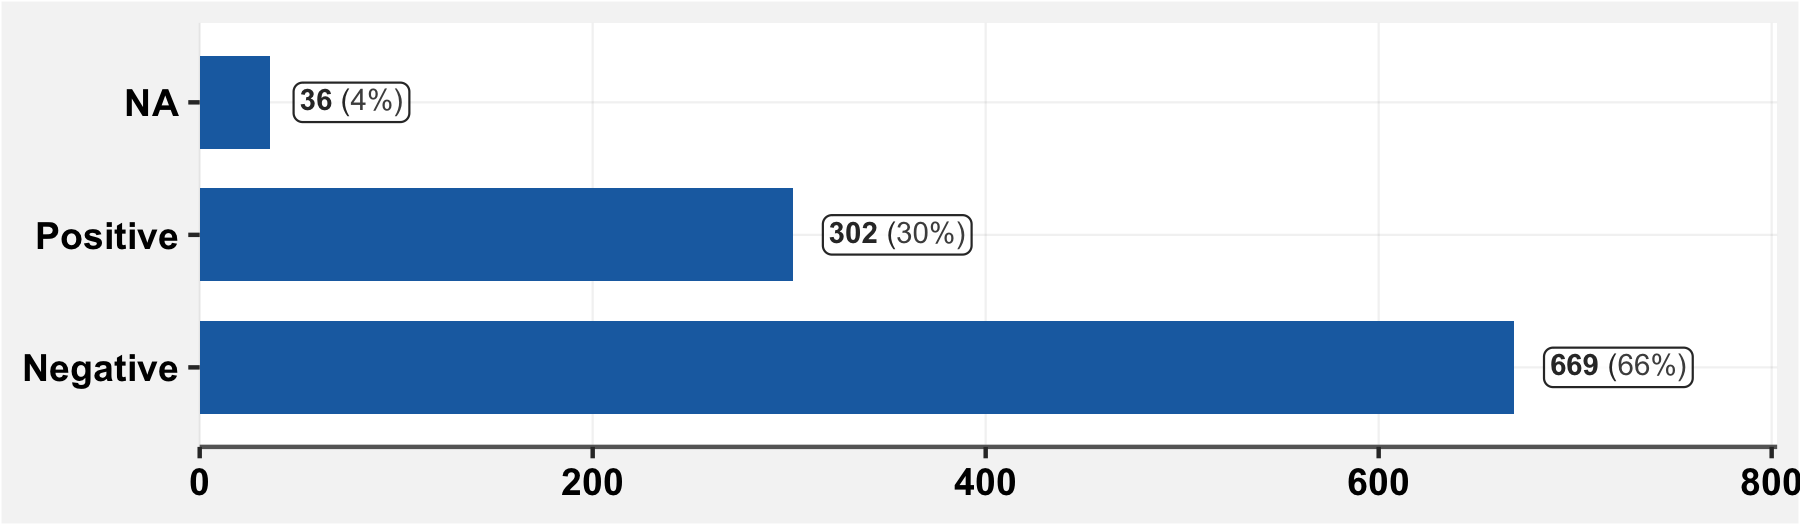 NA 36 (4%)
Positive 302 (30%)
Negative 669 (66%)
0 200 400 600 800